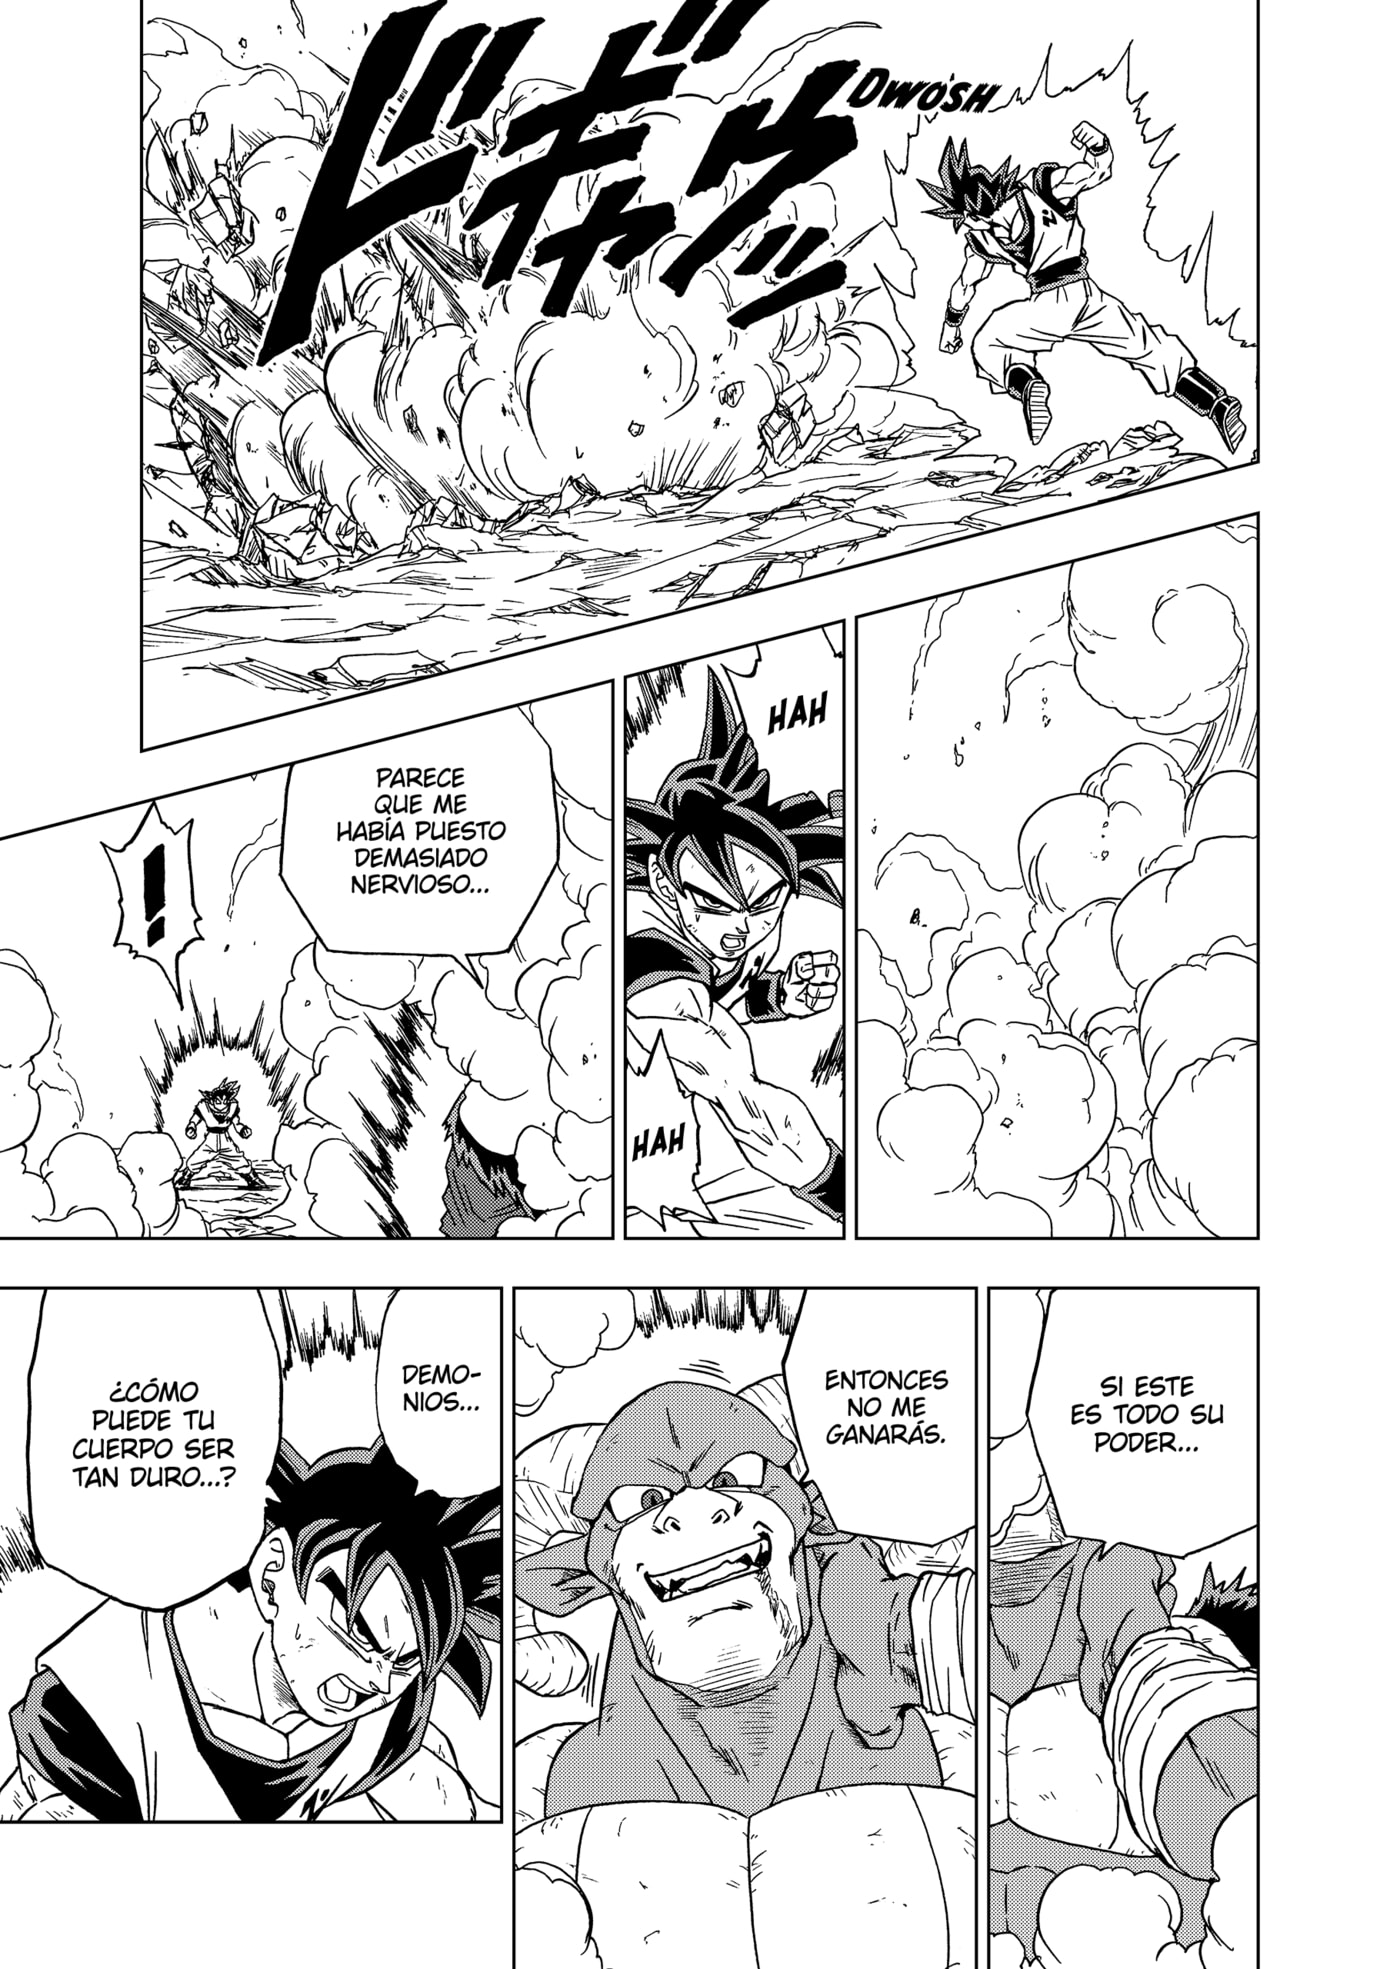 ドギャウッ
DWOSH
HAH
HAH
PARECE
QUE ME
HABÍA PUESTO
DEMASIADO
NERVIOSO...
!
SI ESTE
ES TODO SU
PODER...
ENTONCES
NO ME
GANARÁS.
DEMO-
NIOS...
¿CÓMO
PUEDE TU
CUERPO SER
TAN DURO...?